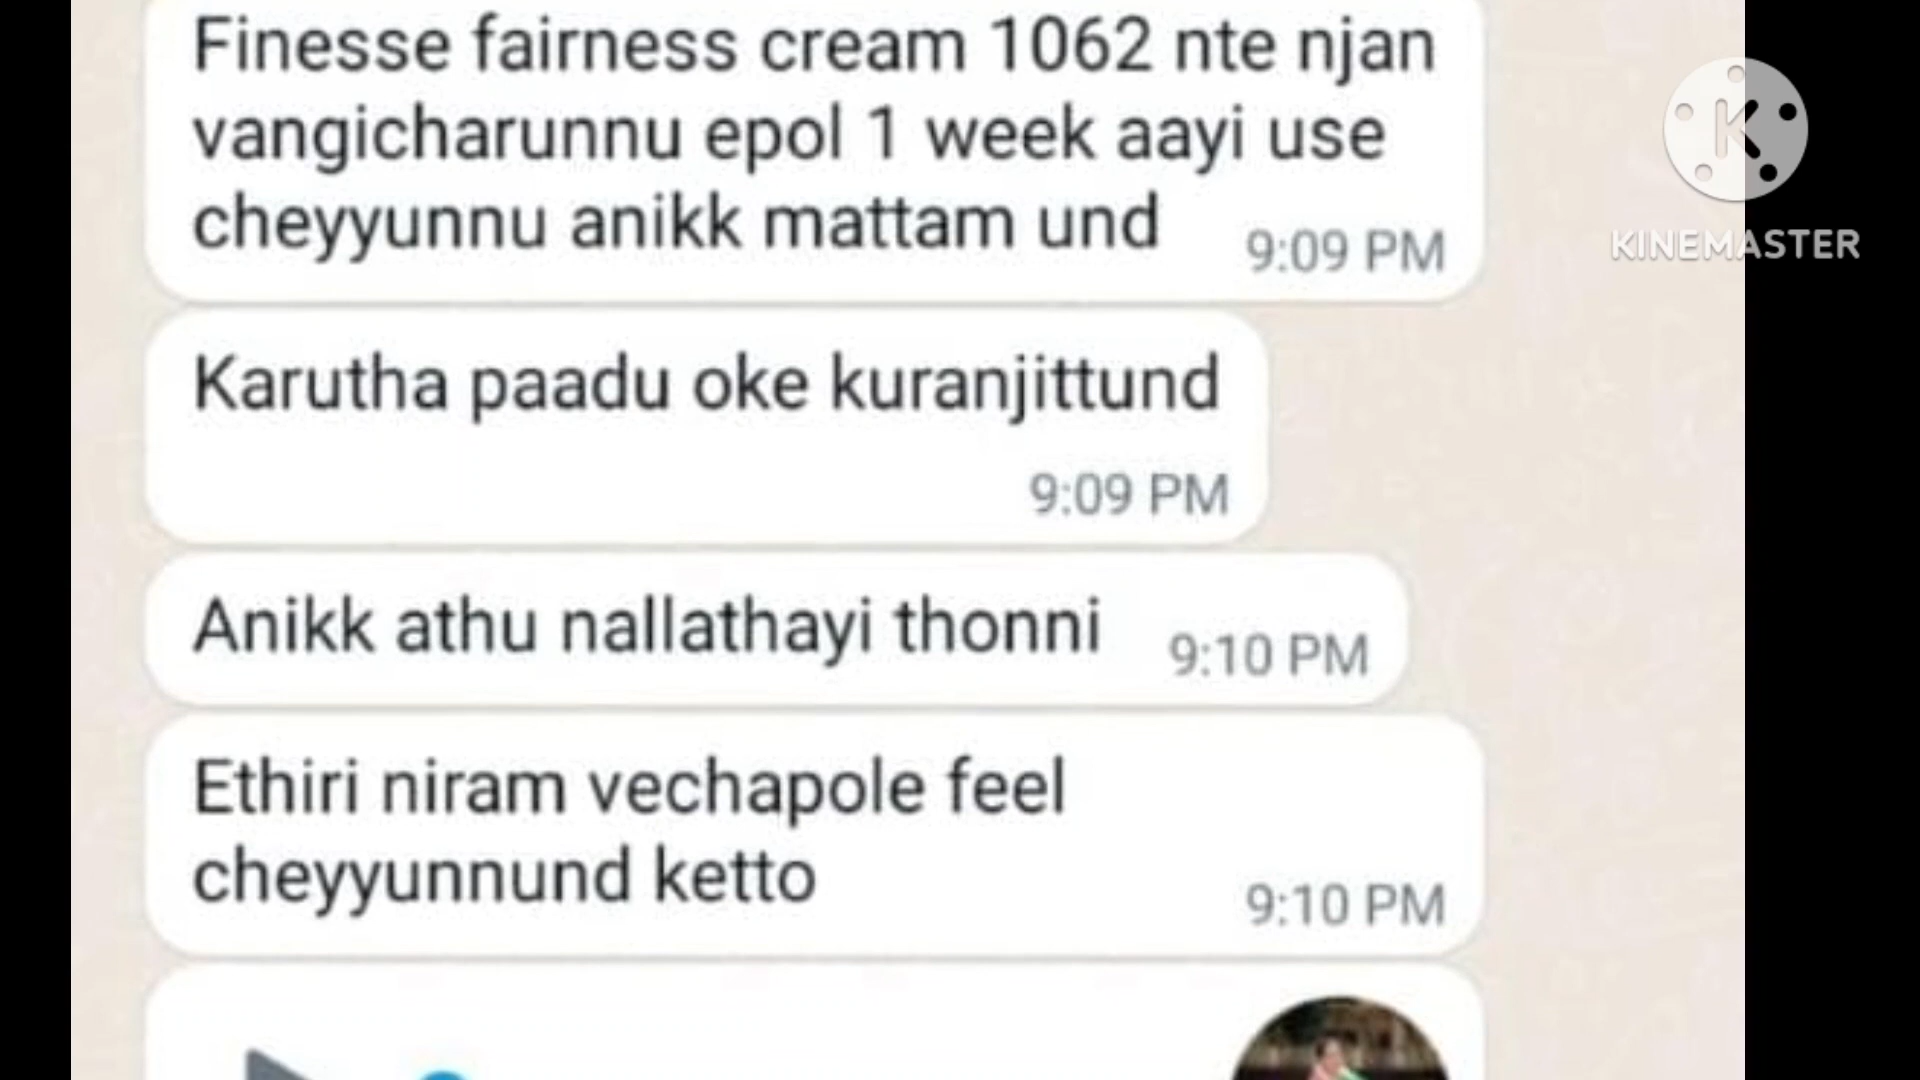 Finesse fairness cream 1062 nte njan
vangicharunnu epol 1 week aayi use
cheyyunnu anikk mattam und 9:09 PM
K
KINEMASTER
Karutha paadu oke kuranjittund
9:09 PM
Anikk athu nallathayi thonni 9:10 PM
Ethiri niram vechapole feel
cheyyunnund ketto 9:10 PM